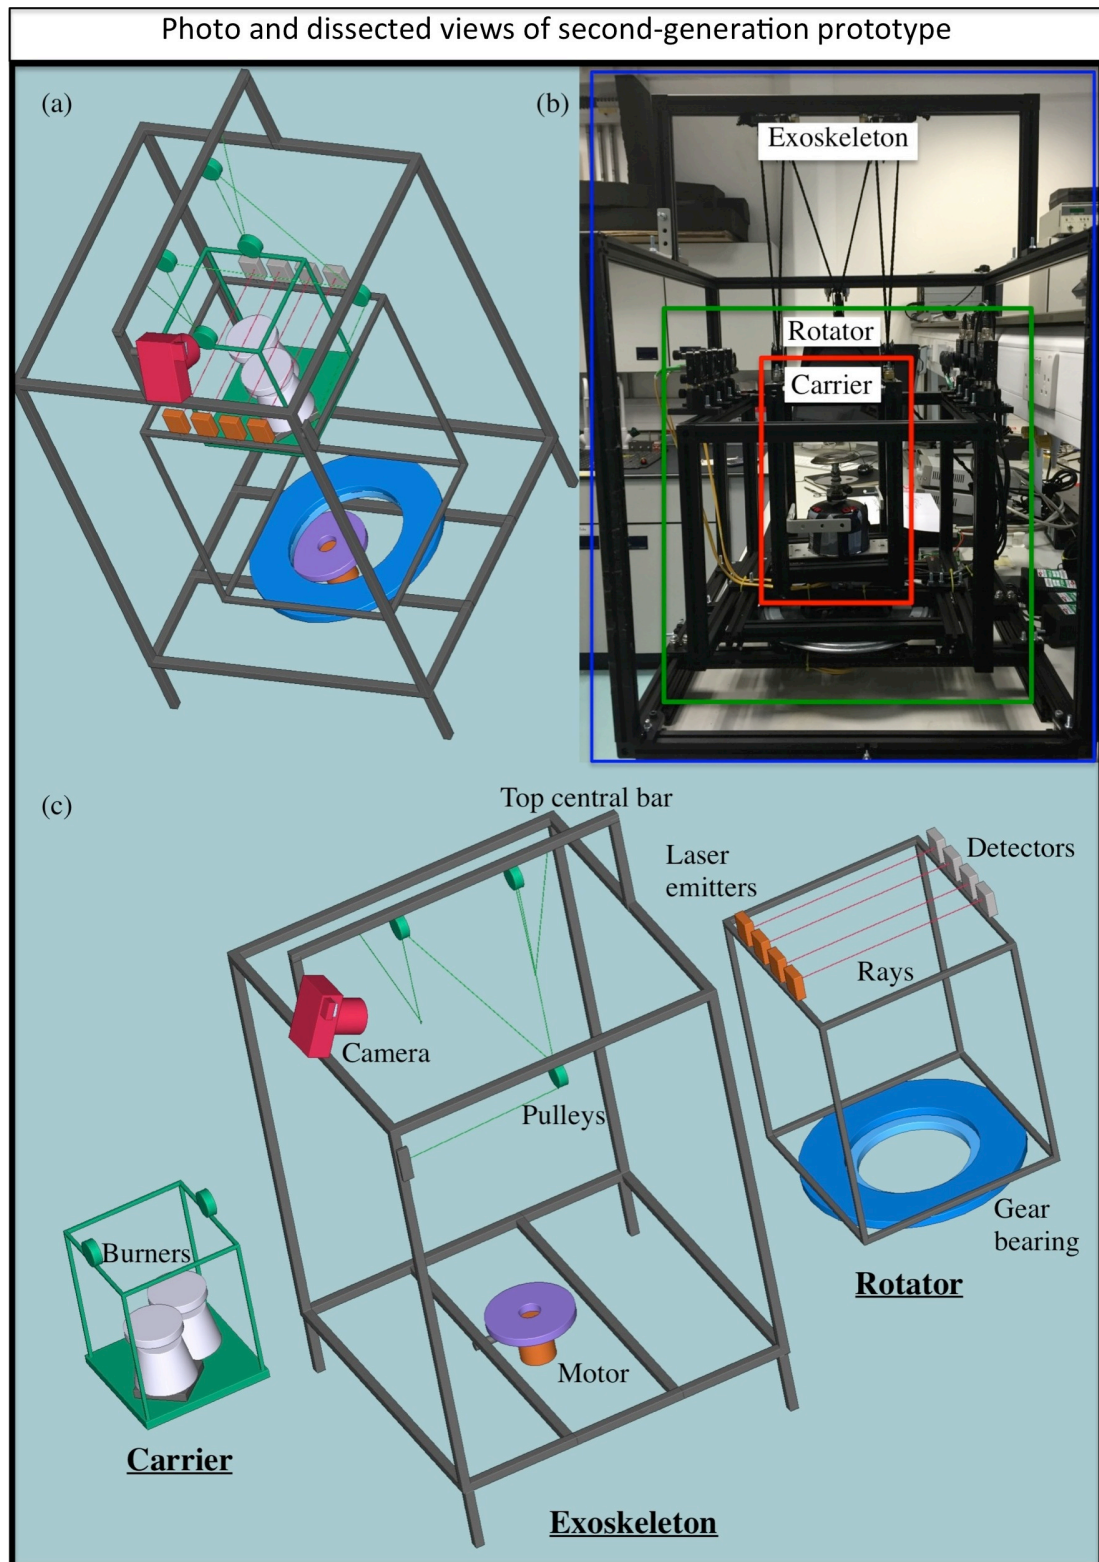 Photo and dissected views of second-generation prototype
(a)
(b)
Exoskeleton
Rotator
Carrier
(c)
Top central bar
Laser
emitters
Detectors
Rays
Camera
Pulleys
Gear
bearing
Rotator
Burners
Motor
Carrier
Exoskeleton